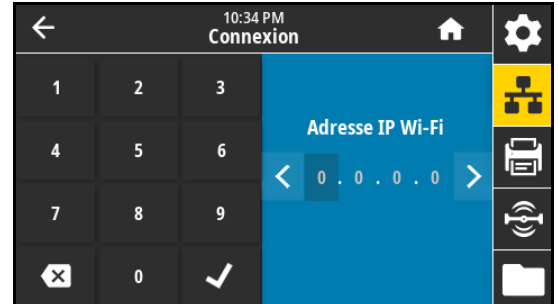 10:34 PM
Connexion
1 2 3
Adresse IP Wi-Fi
4 5 6
0 . 0 . 0 . 0
7 8 9
0